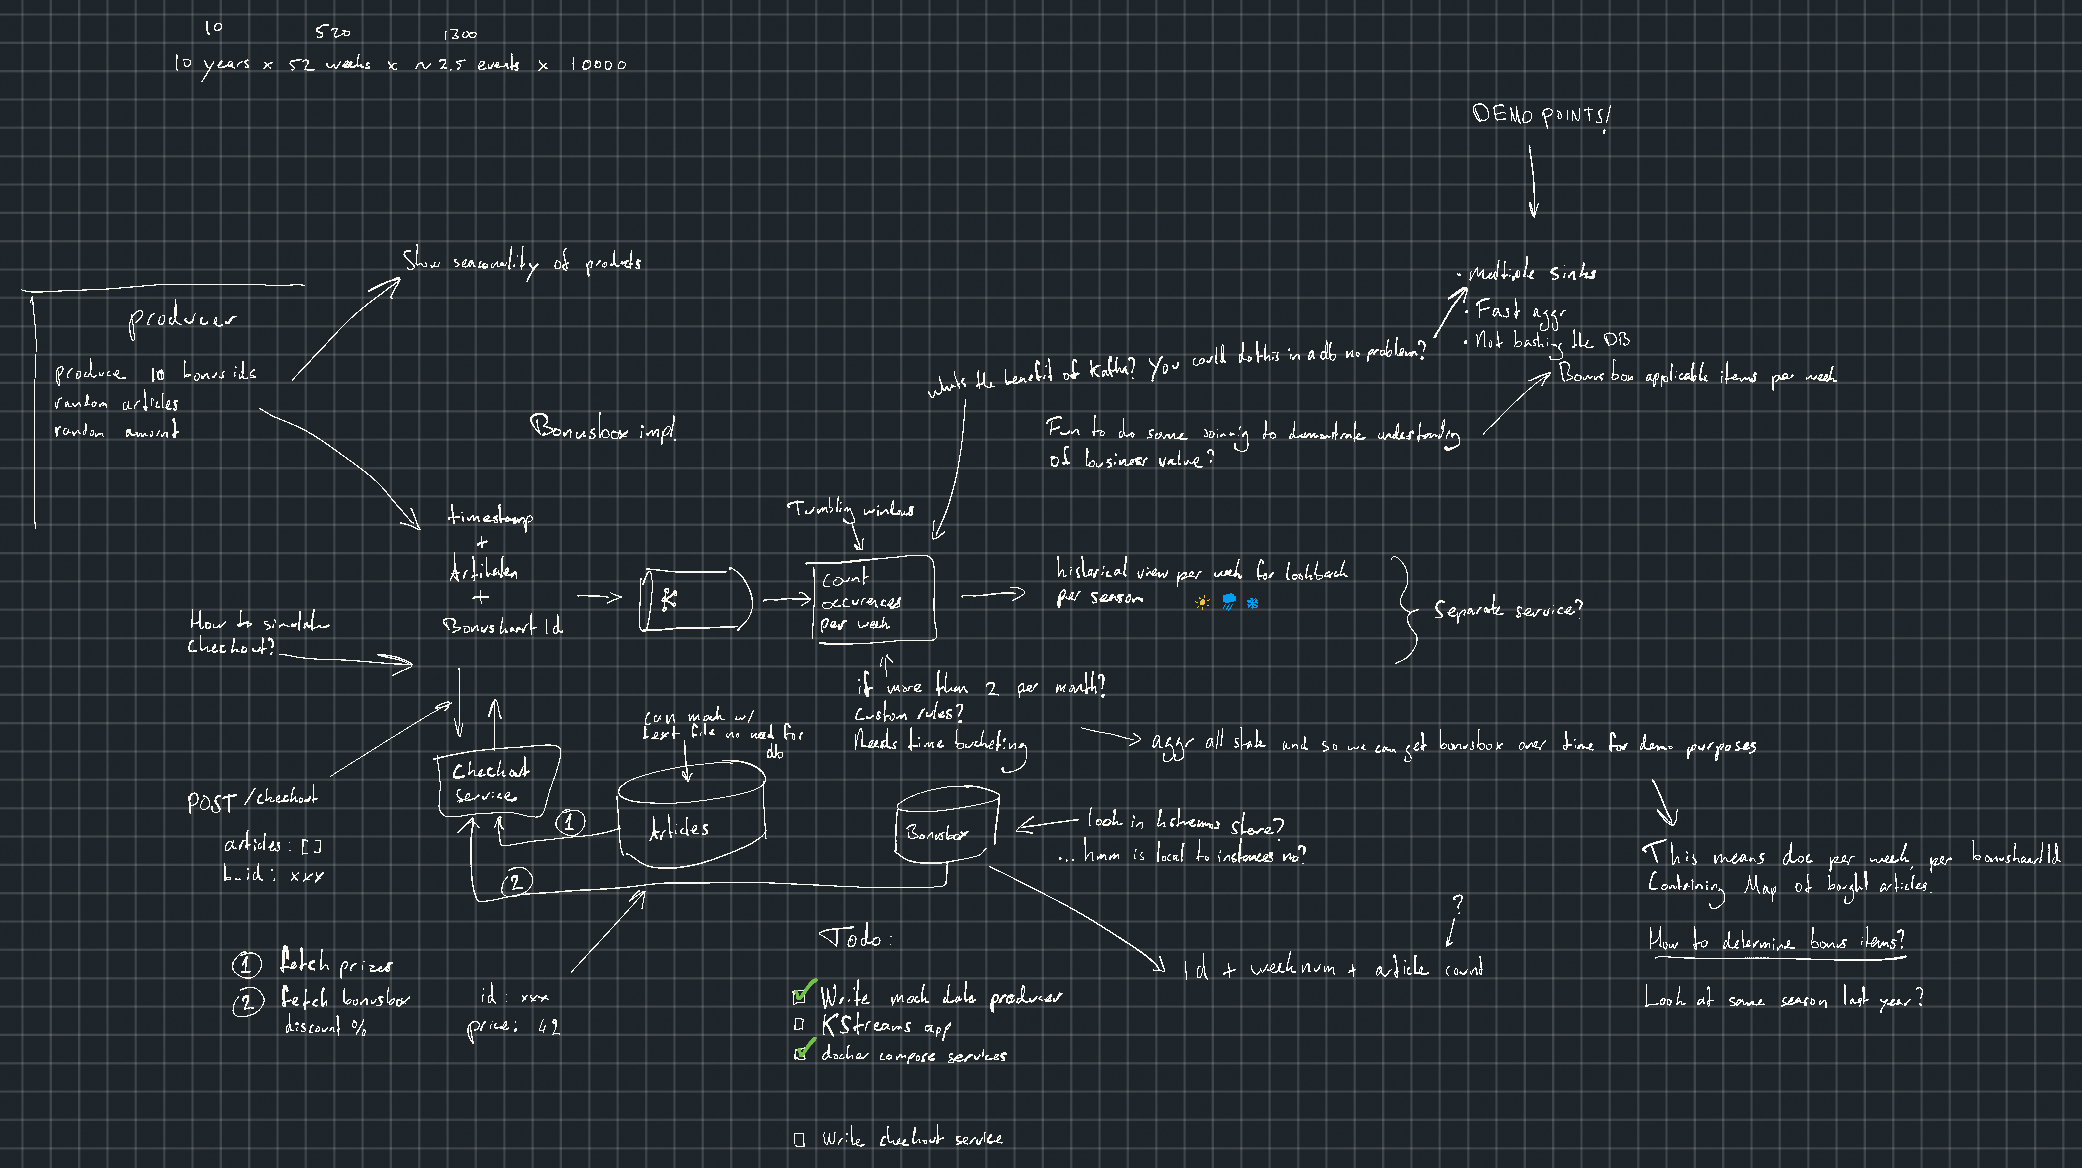 10
520
1300
10 years x 52 weeks x ~ 2.5 events x 10000
DEMO POINTS!
Show seasonality of products
producer
produce 10 bonus ids
random articles
random amount
• Multiple sinks
• Fast aggr
• Not bashing the DB
Bonusbox applicable items per week
what's the benefit of Kafka? You could do this in a db no problem?
Fun to do some joining to demonstrate understanding
of business value?
Bonusbox impl.
Tumbling windows
timestamp
+
Artikelen
+
Bonuskaart Id
K
count
occurences
per week
historical view per week for lookback
per season
Separate service?
How to simulate
checkout?
if more than 2 per month?
Custom rules?
Needs time bucketing
aggr all state and so we can get bonusbox over time for demo purposes
can mock w/
text file no need for
db
Checkout
service
POST /checkout
articles: []
b_id: xxx
1
2
Articles
Bonusbox
look in kstreams store?
... hmm is local to instances no?
This means doc per week, per bonuskaartId
Containing Map of bought articles.
How to determine bonus items?
Look at same season last year?
?
Id + weeknum + article count
1 fetch prizes
2 fetch bonusbox
discount %
id: xxx
price: 42
Todo:
Write mock data producer
KStreams app
docker compose services
Write checkout service